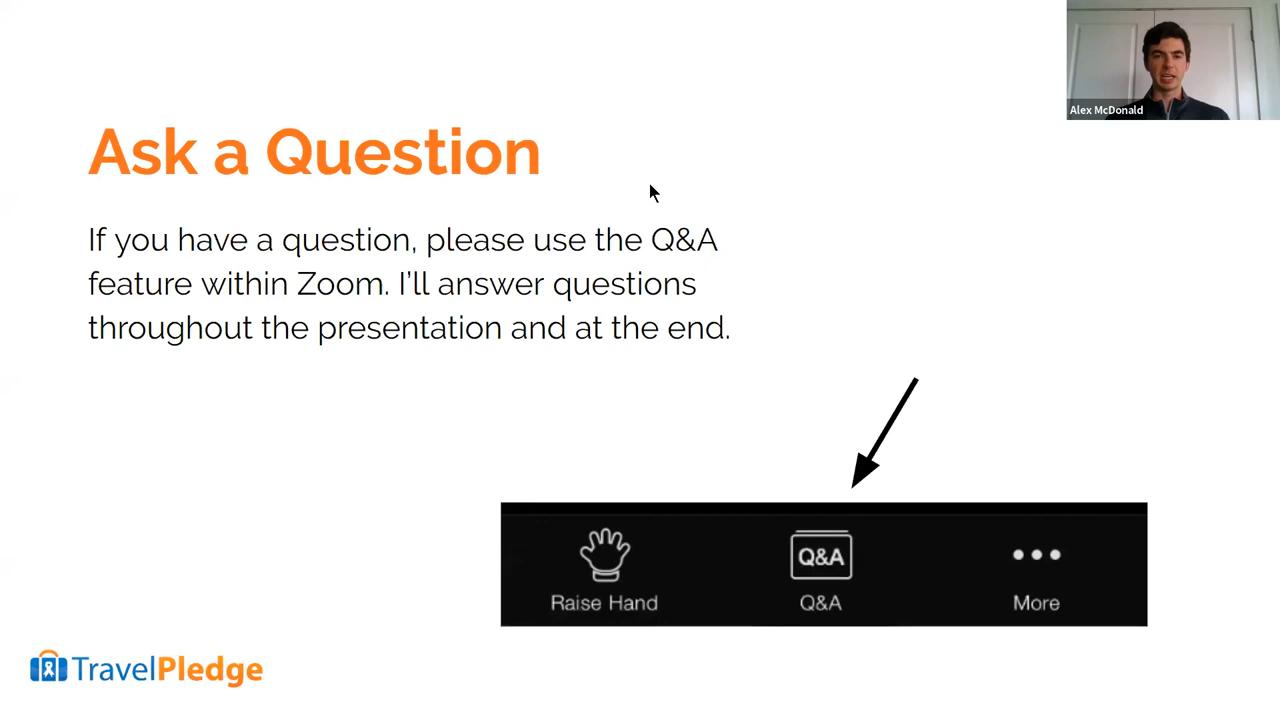 Alex McDonald
Ask a Question
If you have a question, please use the Q&A
feature within Zoom. I'll answer questions
throughout the presentation and at the end.
Q&A
Raise Hand
Q&A
More
TravelPledge